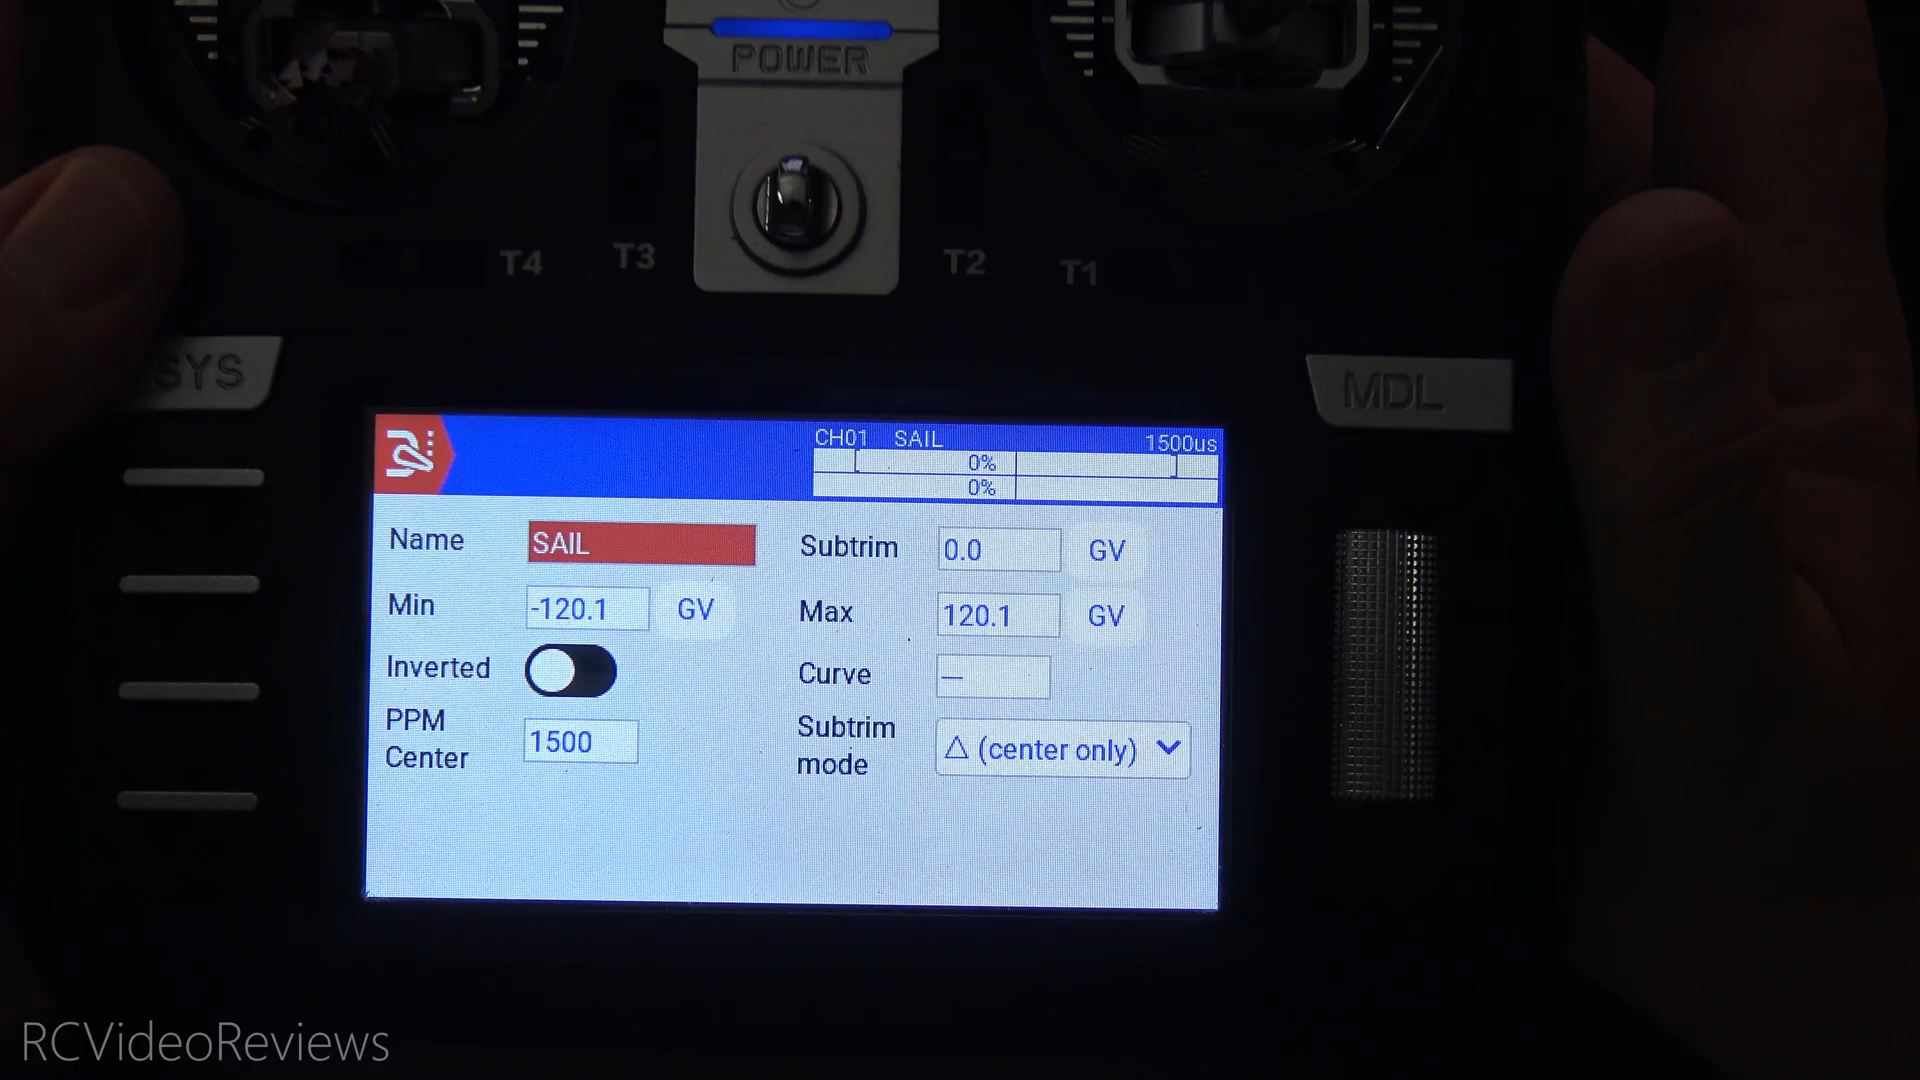 POWER
T4
T3
T2
T1
SYS
MDL
CH01 SAIL 1500us
0%
0%
Name SAIL Subtrim 0.0 GV
Min -120.1 GV Max 120.1 GV
Inverted Curve —
PPM Center 1500 Subtrim mode △ (center only)
RCVideoReviews